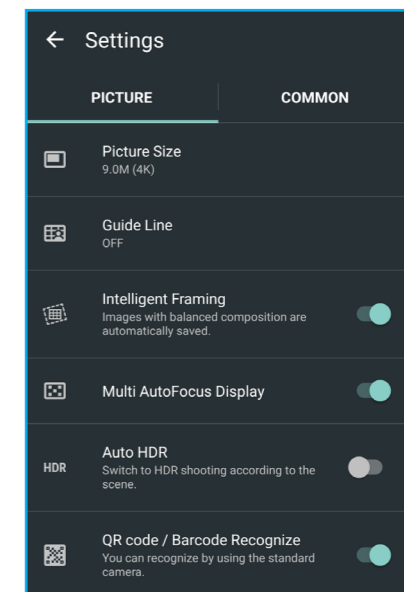 Settings
PICTURE COMMON
Picture Size
9.0M (4K)
Guide Line
OFF
Intelligent Framing
Images with balanced composition are
automatically saved.
Multi AutoFocus Display
Auto HDR
HDR
Switch to HDR shooting according to the
scene.
QR code / Barcode Recognize
You can recognize by using the standard
camera.